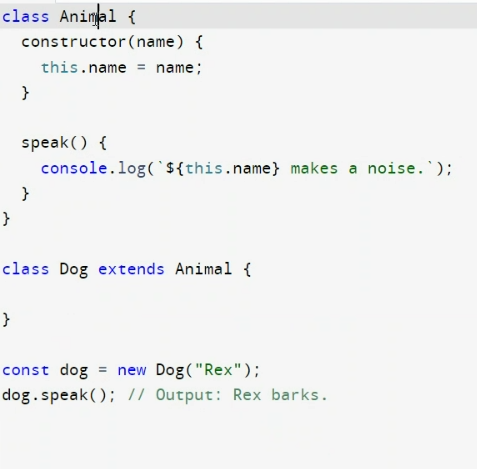 class Animal {
  constructor(name) {
    this.name = name;
  }
  speak() {
    console.log(`${this.name} makes a noise.`);
  }
}
class Dog extends Animal {
}
const dog = new Dog("Rex");
dog.speak(); // Output: Rex barks.